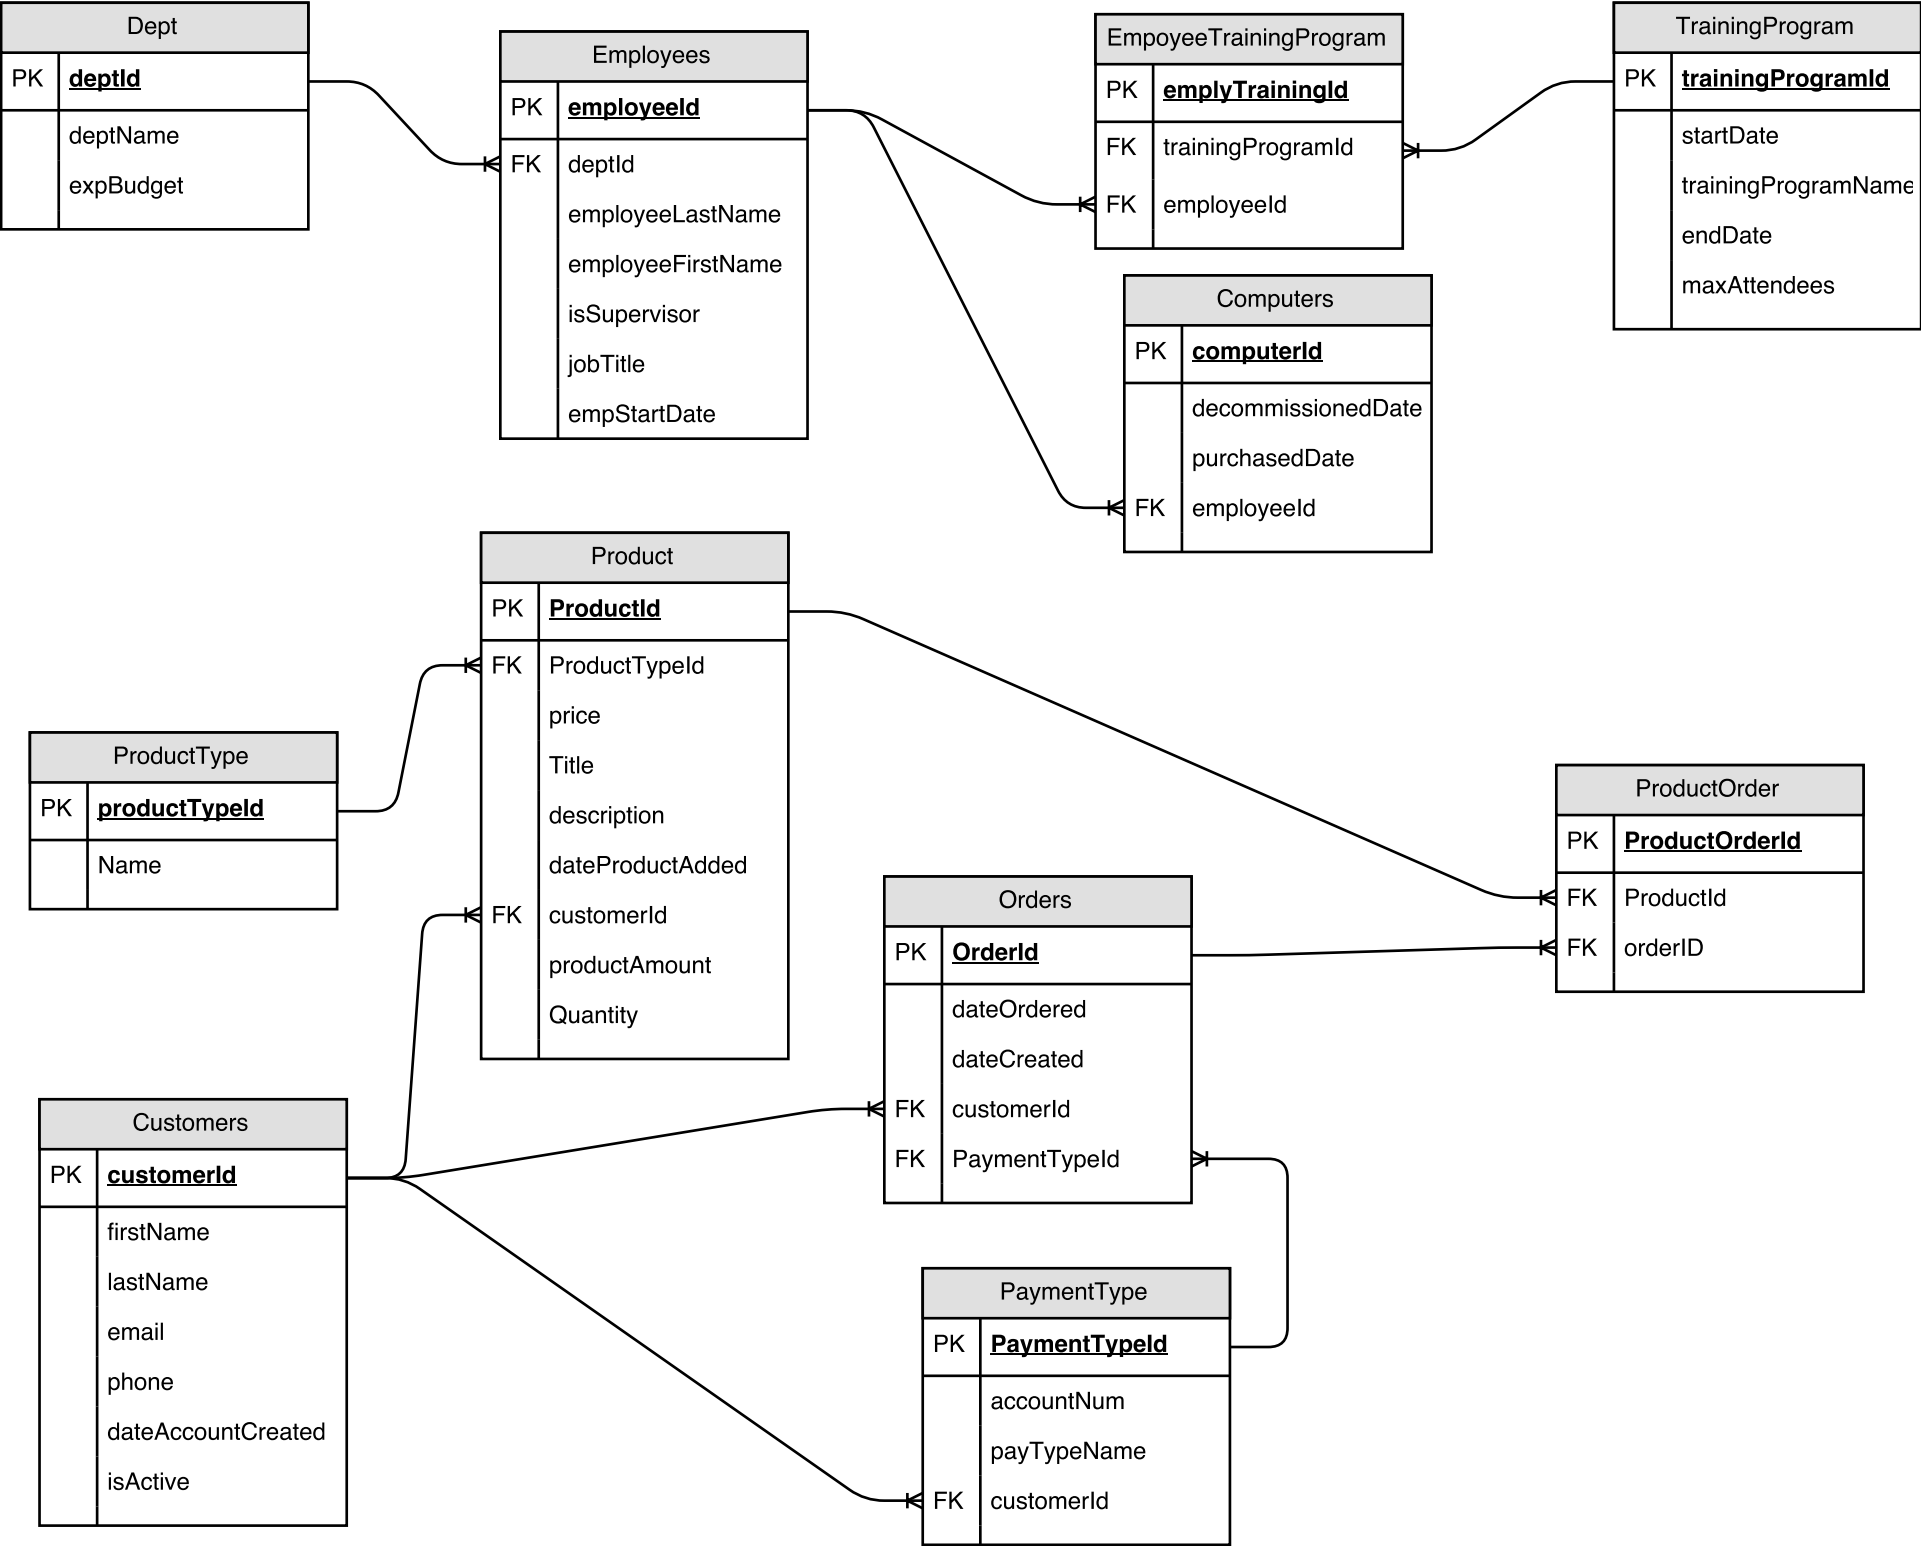 Dept
PK deptId
deptName
expBudget
Employees
PK employeeId
FK deptId
employeeLastName
employeeFirstName
isSupervisor
jobTitle
empStartDate
EmpoyeeTrainingProgram
PK emplyTrainingId
FK trainingProgramId
FK employeeId
TrainingProgram
PK trainingProgramId
startDate
trainingProgramName
endDate
maxAttendees
Computers
PK computerId
decommissionedDate
purchasedDate
FK employeeId
Product
PK ProductId
FK ProductTypeId
price
Title
description
dateProductAdded
FK customerId
productAmount
Quantity
ProductType
PK productTypeId
Name
ProductOrder
PK ProductOrderId
FK ProductId
FK orderID
Orders
PK OrderId
dateOrdered
dateCreated
FK customerId
FK PaymentTypeId
Customers
PK customerId
firstName
lastName
email
phone
dateAccountCreated
isActive
PaymentType
PK PaymentTypeId
accountNum
payTypeName
FK customerId